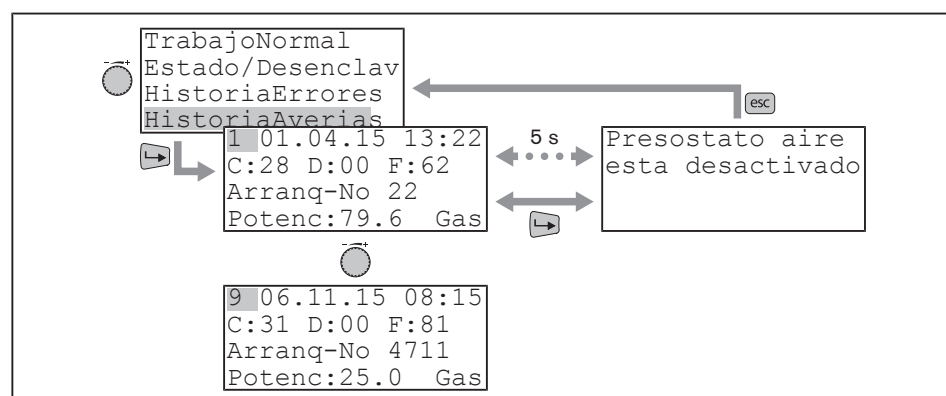 TrabajoNormal
Estado/Desenclav
HistoriaErrores
HistoriaAverias
esc
1 01.04.15 13:22
C:28 D:00 F:62
Arranq-No 22
Potenc:79.6 Gas
5 s
Presostato aire
esta desactivado
9 06.11.15 08:15
C:31 D:00 F:81
Arranq-No 4711
Potenc:25.0 Gas